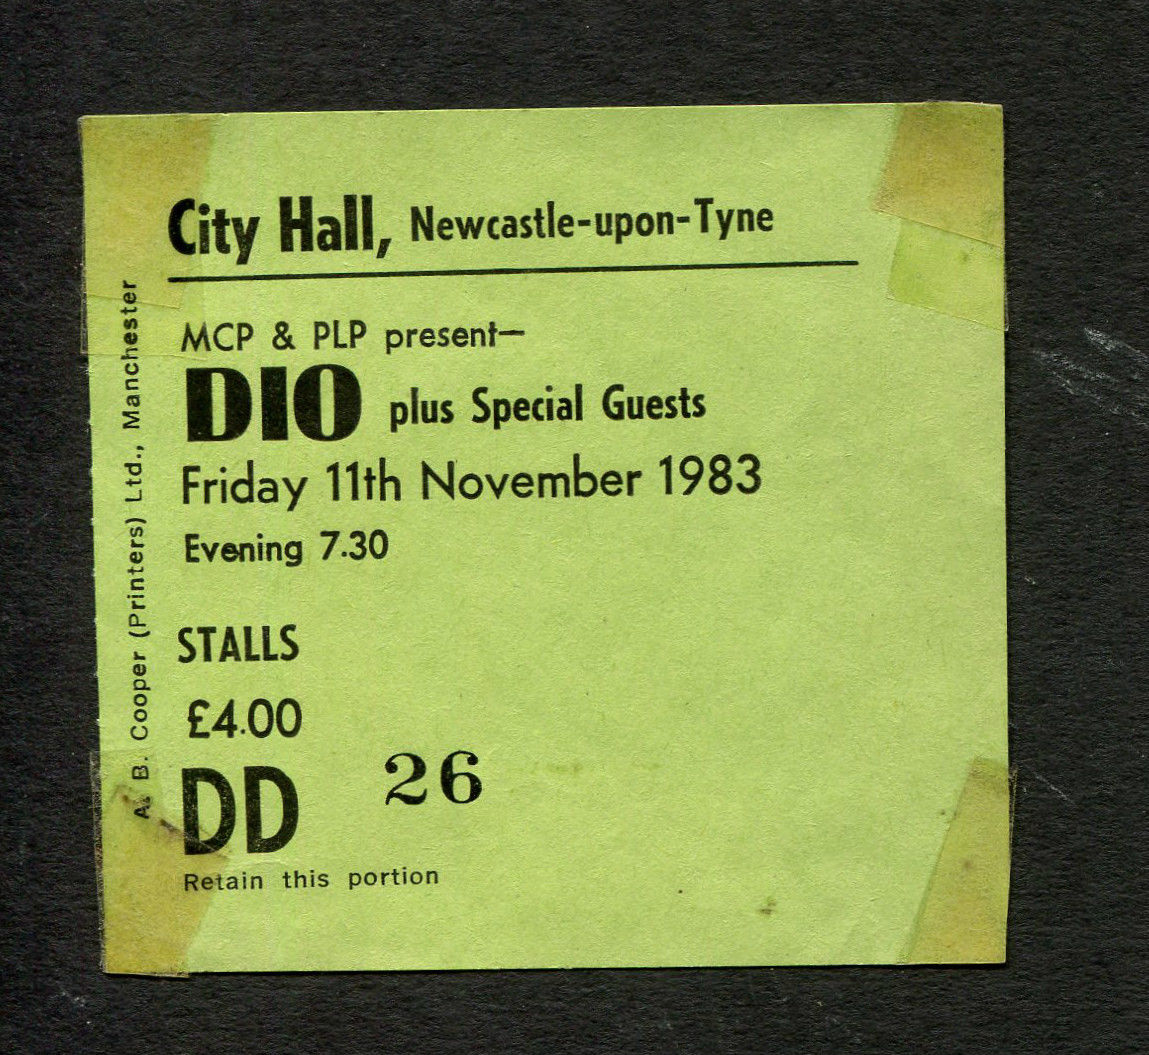 City Hall, Newcastle-upon-Tyne
MCP & PLP present—
DIO plus Special Guests
Friday 11th November 1983
Evening 7.30
STALLS
£4.00
DD 26
Retain this portion
A. B. Cooper (Printers) Ltd., Manchester